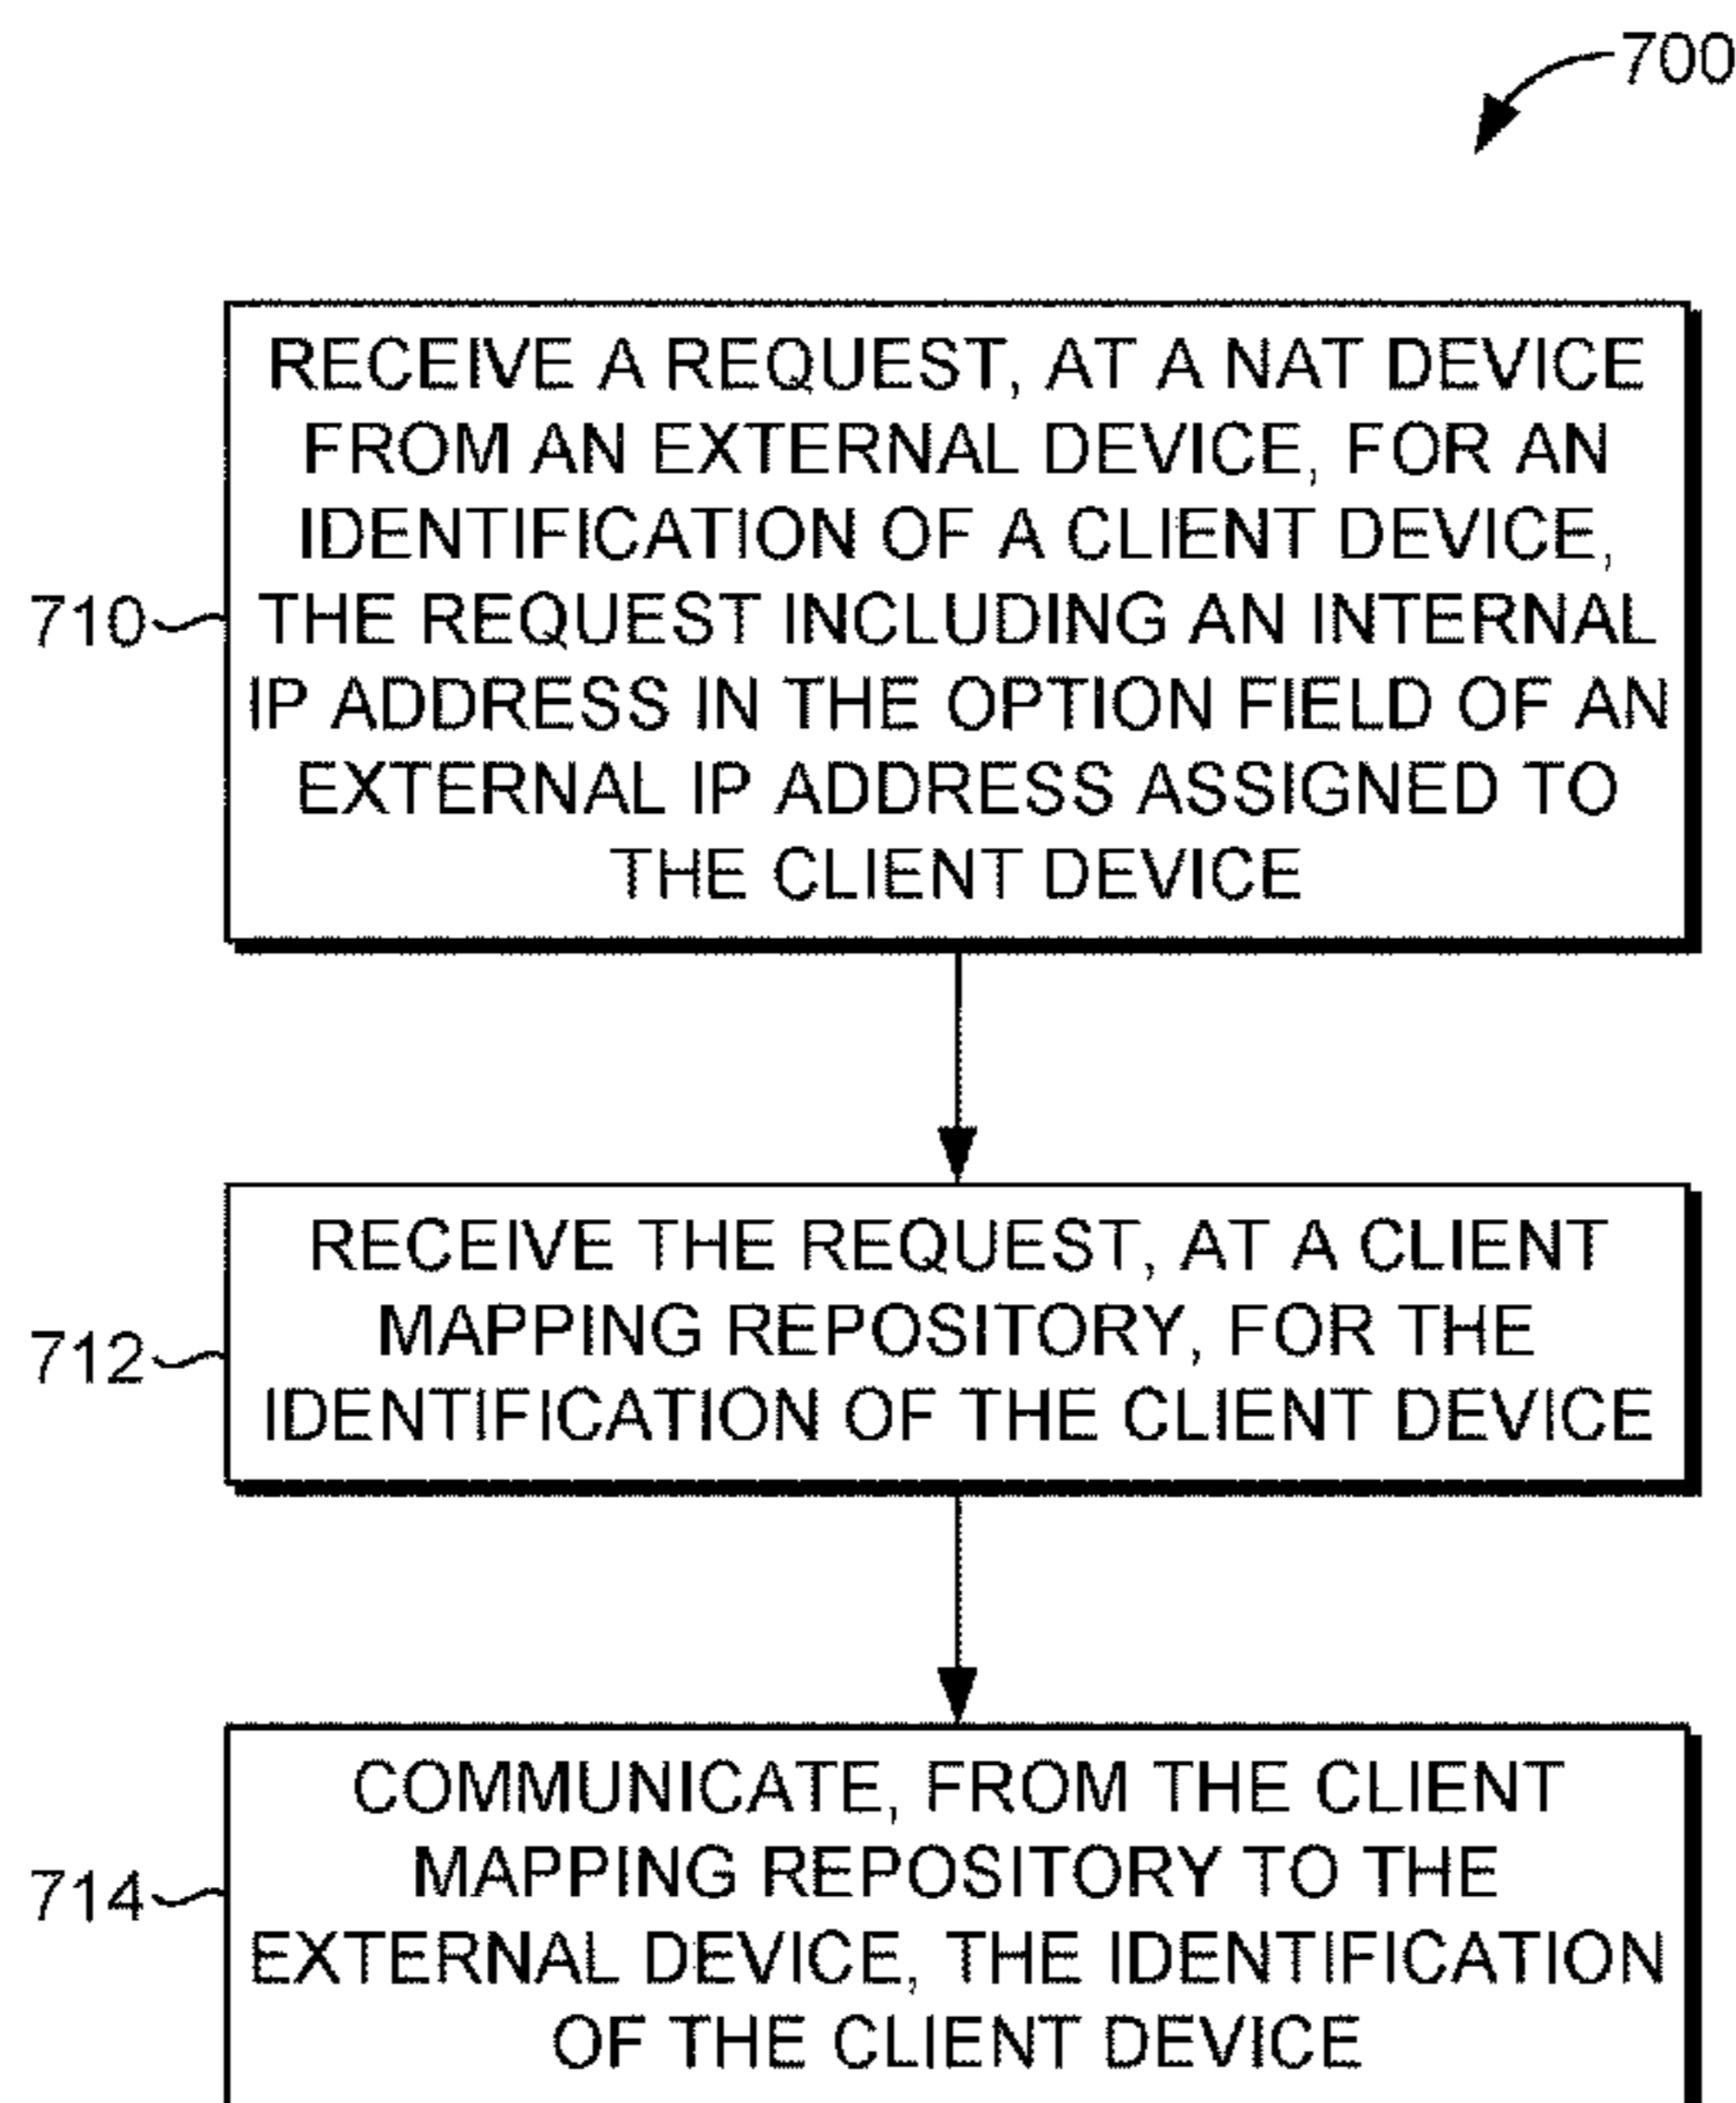 700
RECEIVE A REQUEST, AT A NAT DEVICE
FROM AN EXTERNAL DEVICE, FOR AN
IDENTIFICATION OF A CLIENT DEVICE,
710
THE REQUEST INCLUDING AN INTERNAL
IP ADDRESS IN THE OPTION FIELD OF AN
EXTERNAL IP ADDRESS ASSIGNED TO
THE CLIENT DEVICE
RECEIVE THE REQUEST, AT A CLIENT
712
MAPPING REPOSITORY, FOR THE
IDENTIFICATION OF THE CLIENT DEVICE
COMMUNICATE, FROM THE CLIENT
714
MAPPING REPOSITORY TO THE
EXTERNAL DEVICE, THE IDENTIFICATION
OF THE CLIENT DEVICE